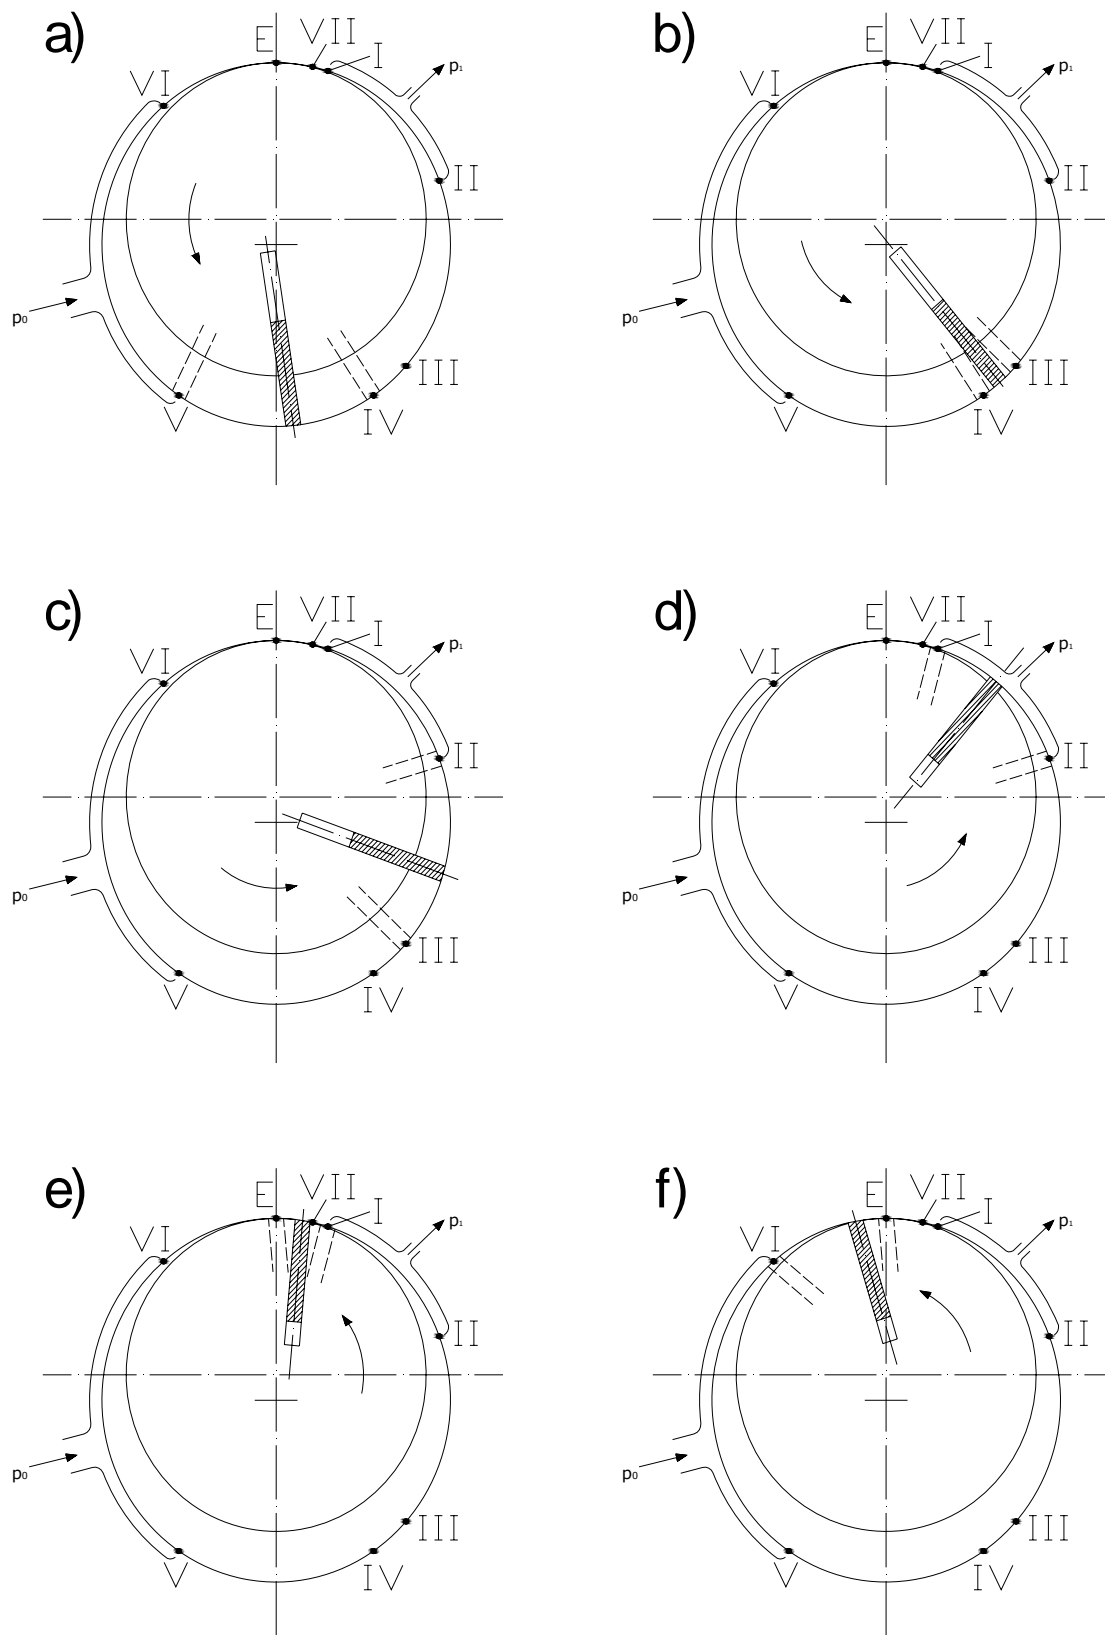 a) E VII I p₁
VI
II
p₀
III
V IV
b) E VII I p₁
VI
II
p₀
III
V IV
c) E VII I p₁
VI
II
p₀
III
V IV
d) E VII I p₁
VI
II
p₀
III
V IV
e) E VII I p₁
VI
II
p₀
III
V IV
f) E VII I p₁
VI
II
p₀
III
V IV